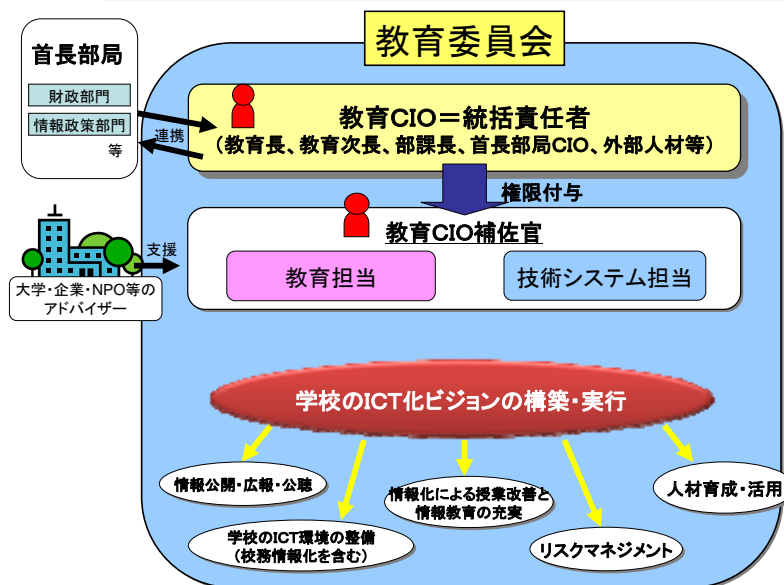 教育委員会
首長部局
財政部門
情報政策部門
等
連携
教育CIO＝統括責任者
（教育長、教育次長、部課長、首長部局CIO、外部人材等）
権限付与
教育CIO補佐官
教育担当
技術システム担当
支援
大学・企業・NPO等の
アドバイザー
学校のICT化ビジョンの構築・実行
情報公開・広報・公聴
学校のICT環境の整備
（校務情報化を含む）
情報化による授業改善と
情報教育の充実
リスクマネジメント
人材育成・活用